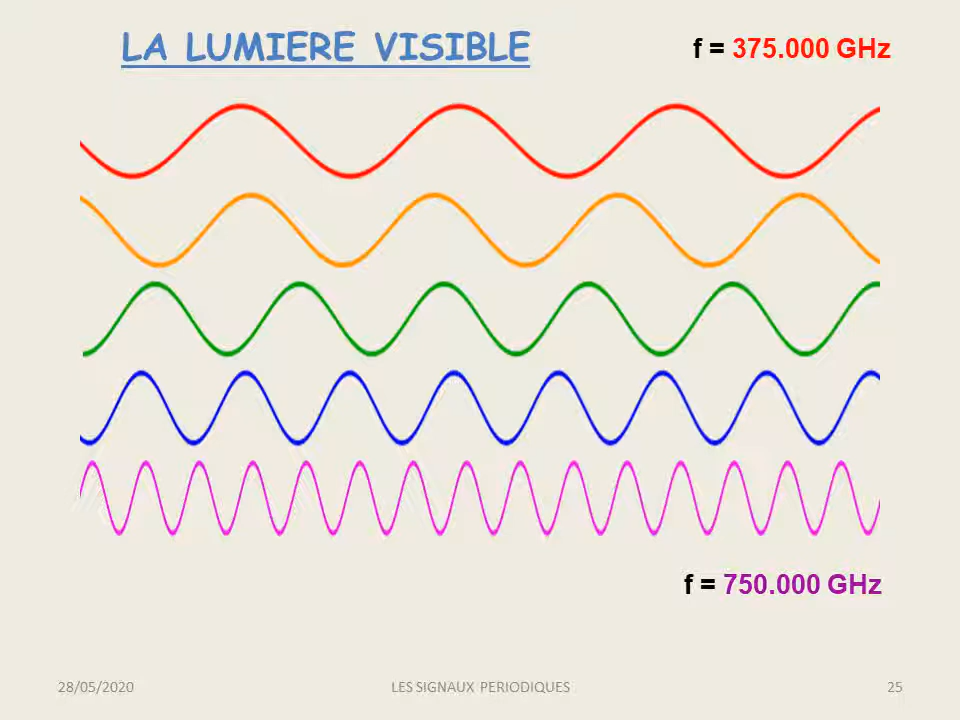 LA LUMIERE VISIBLE
f = 375.000 GHz
f = 750.000 GHz
28/05/2020
LES SIGNAUX PERIODIQUES
25